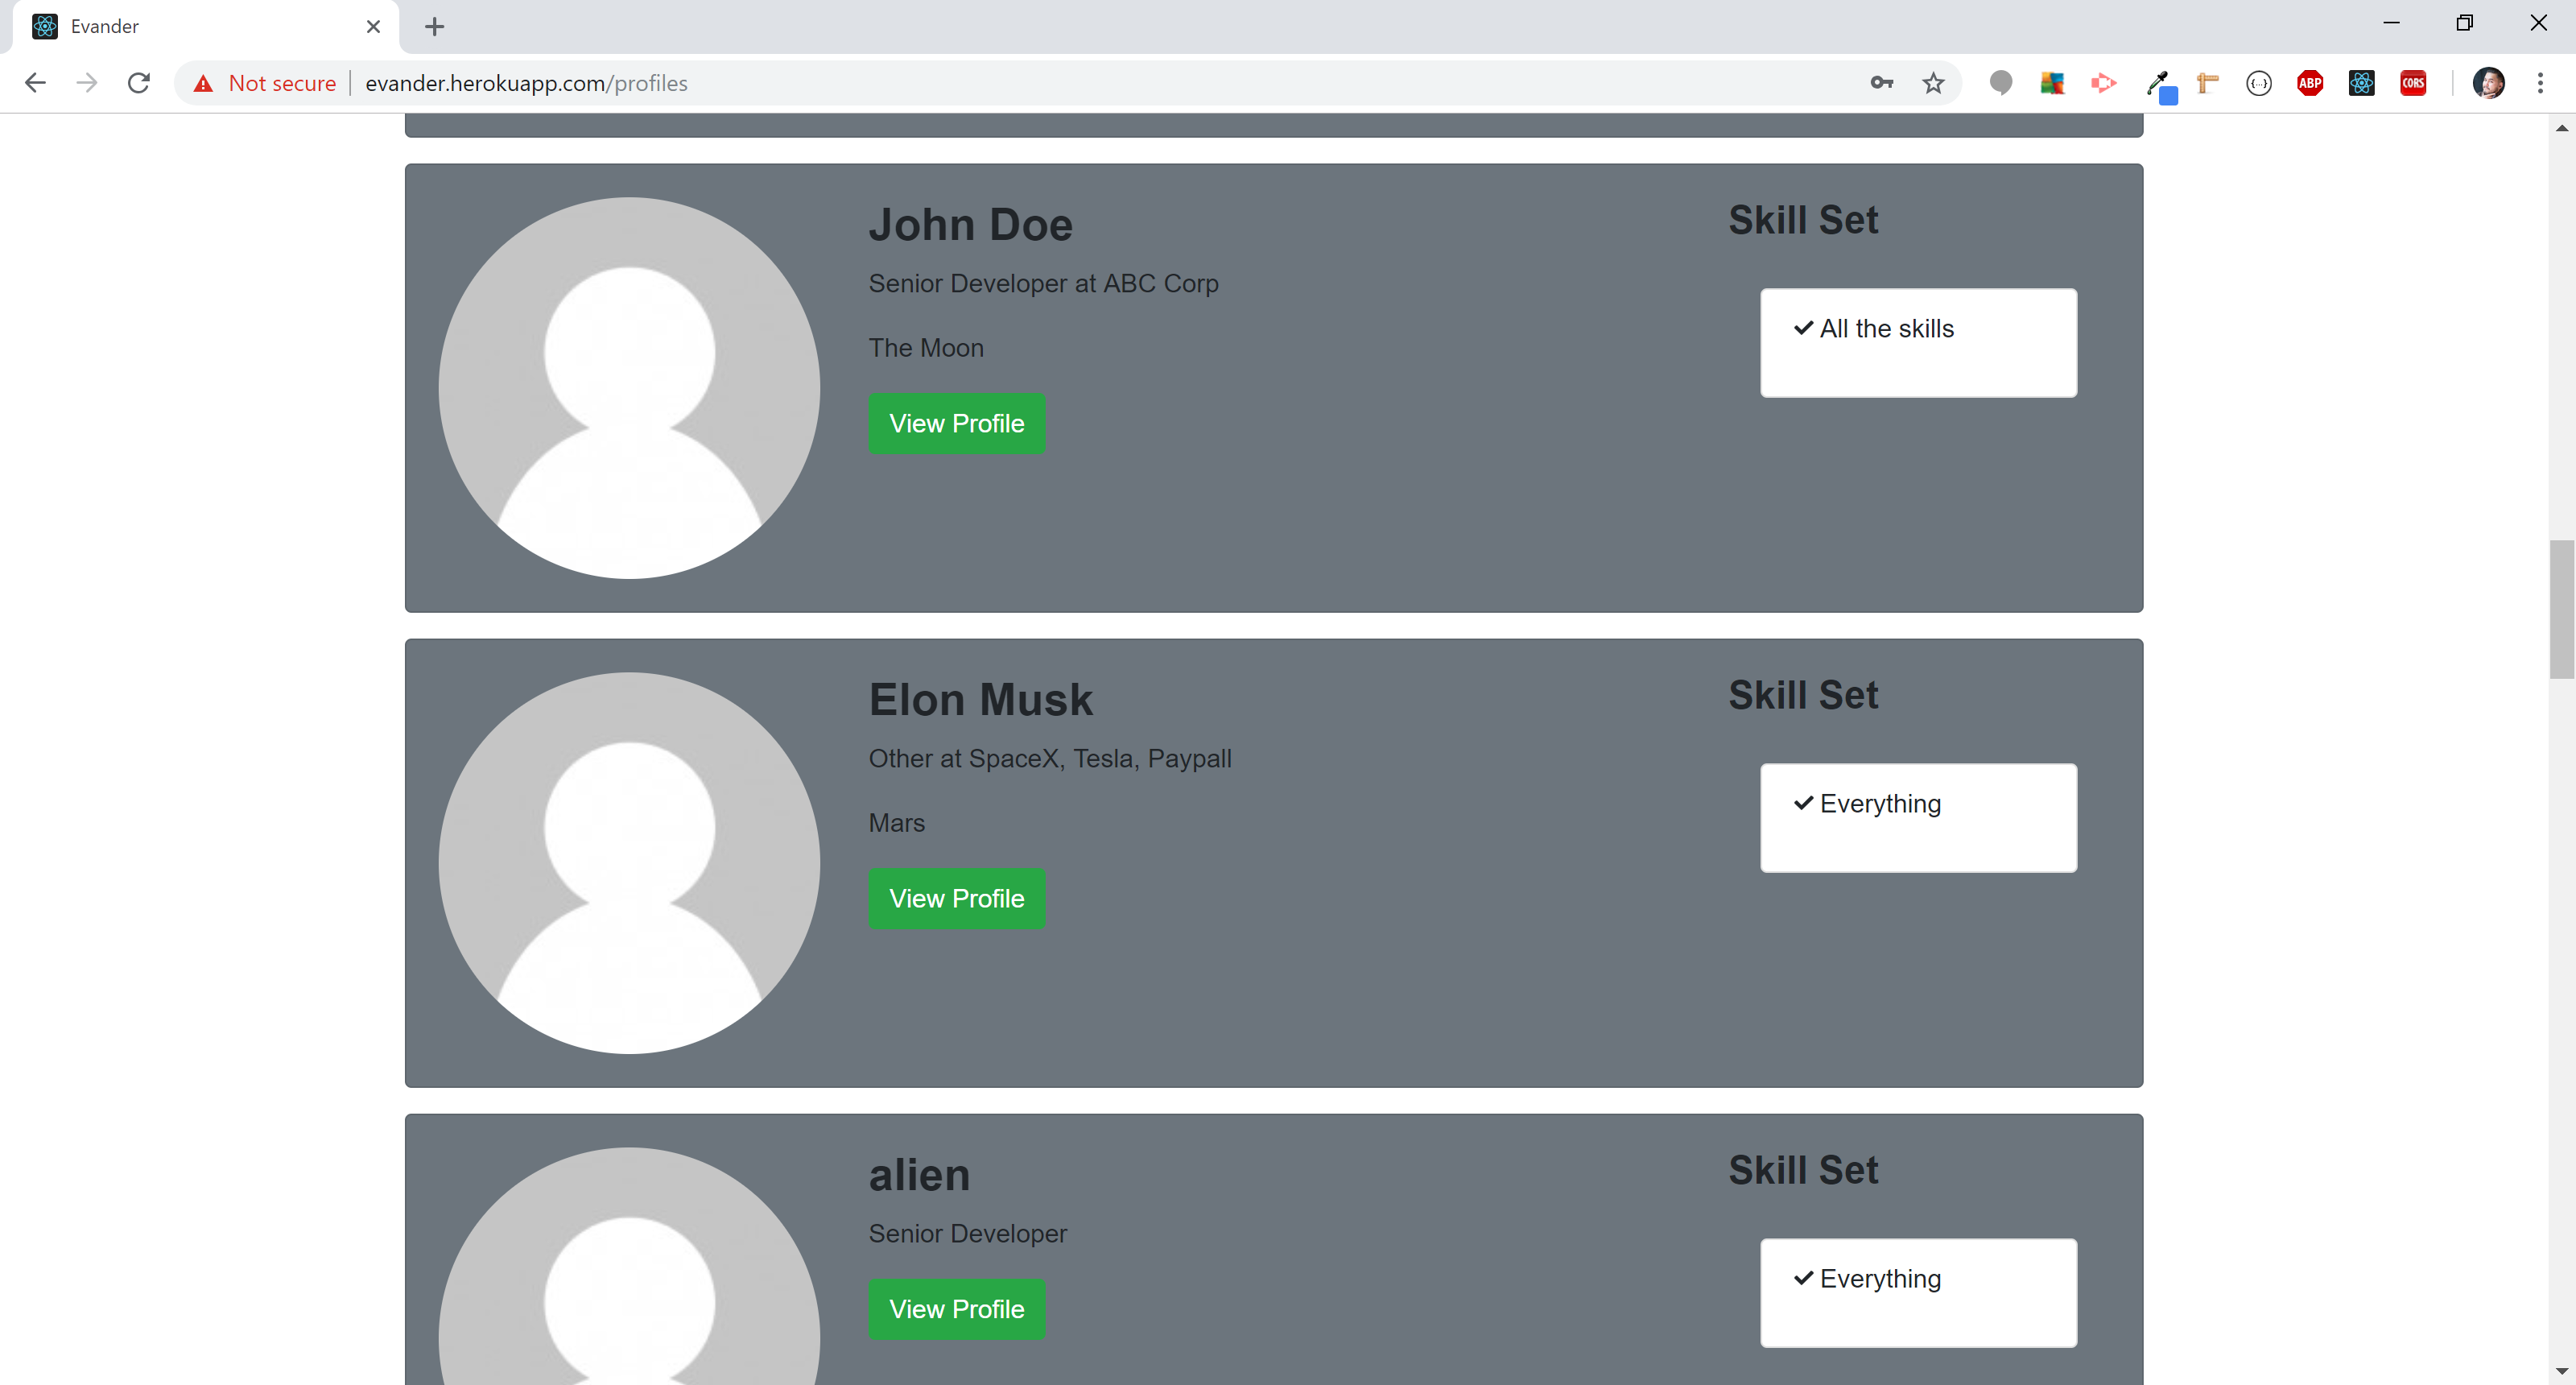 Evander
Not secure
evander.herokuapp.com/profiles
{...}
ABP
CORS
John Doe
Senior Developer at ABC Corp
The Moon
View Profile
Skill Set
All the skills
Elon Musk
Other at SpaceX, Tesla, Paypall
Mars
View Profile
Skill Set
Everything
alien
Senior Developer
View Profile
Skill Set
Everything